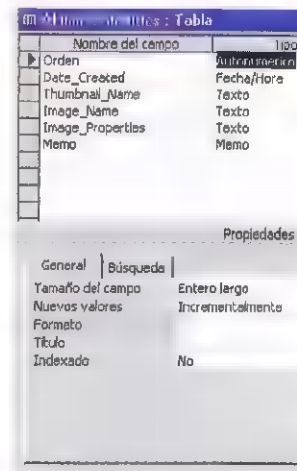 : Tabla
Nombre del campo Tipo
Orden Autonumérico
Date_Created Fecha/Hora
Thumbnail_Name Texto
Image_Name Texto
Image_Properties Texto
Memo Memo
Propiedades
General Búsqueda
Tamaño del campo Entero largo
Nuevos valores Incrementalmente
Formato
Título
Indexado No